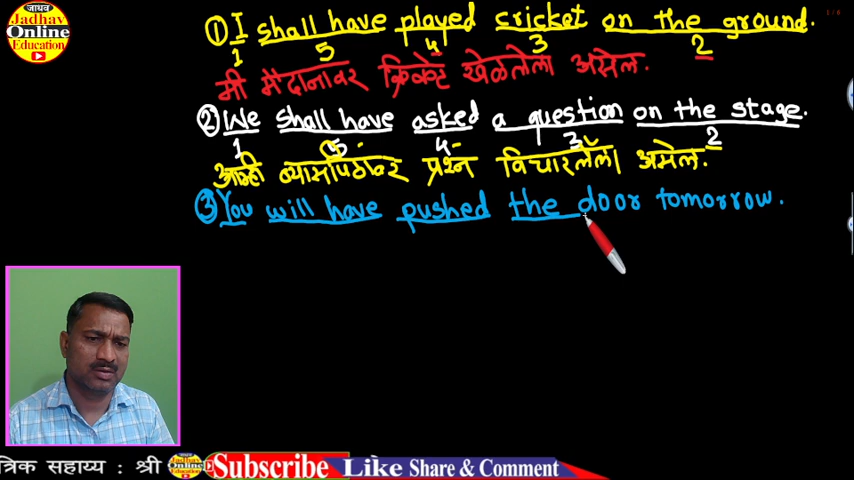 जाधव
Jadhav
Online
Education
1/6
① I shall have played cricket on the ground.
1 5 4 3 2
मी मैदानावर क्रिकेट खेळलेला असेल.
② We shall have asked a question on the stage.
1 5 4 3 2
आम्ही व्यासपिठावर प्रश्न विचारलेला असेल.
③ You will have pushed the door tomorrow.
त्रिक सहाय्य : श्री
Subscribe Like Share & Comment